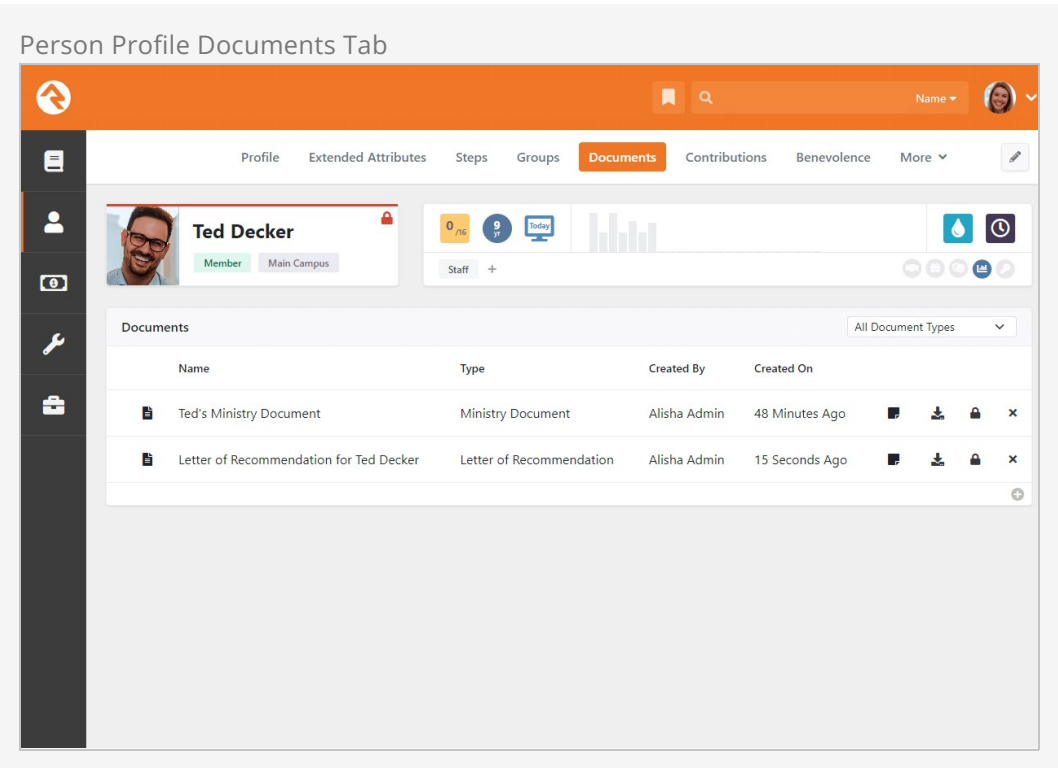 Person Profile Documents Tab
Name
Profile Extended Attributes Steps Groups Documents Contributions Benevolence More
Ted Decker
Member Main Campus
0/16 9 yr Today
Staff +
Documents All Document Types
Name Type Created By Created On
Ted's Ministry Document Ministry Document Alisha Admin 48 Minutes Ago
Letter of Recommendation for Ted Decker Letter of Recommendation Alisha Admin 15 Seconds Ago